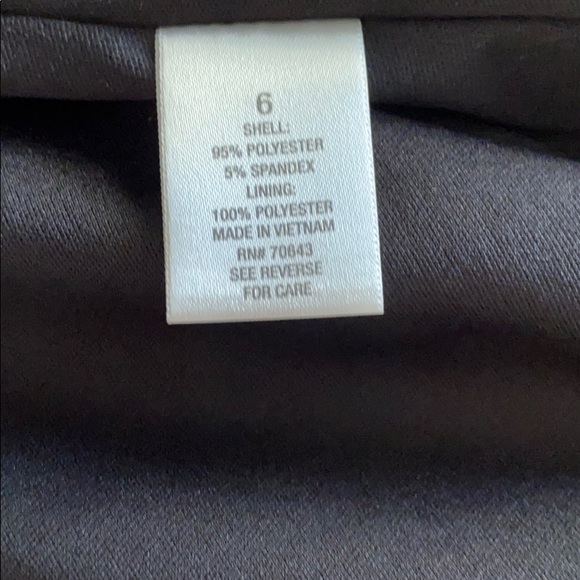 6
SHELL:
95% POLYESTER
5% SPANDEX
LINING:
100% POLYESTER
MADE IN VIETNAM
RN# 70643
SEE REVERSE
FOR CARE